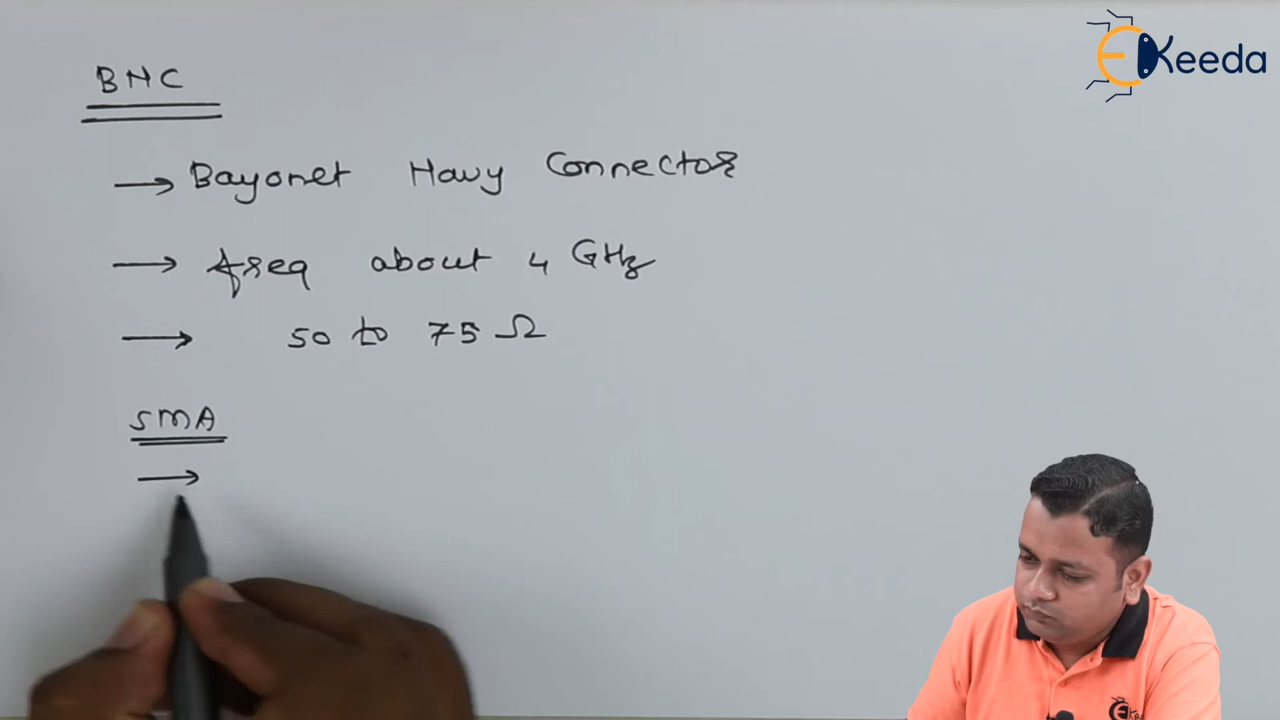 EKeeda
BNC
→ Bayonet Navy Connector
→ freq about 4 GHz
→ 50 to 75 Ω
SMA
→